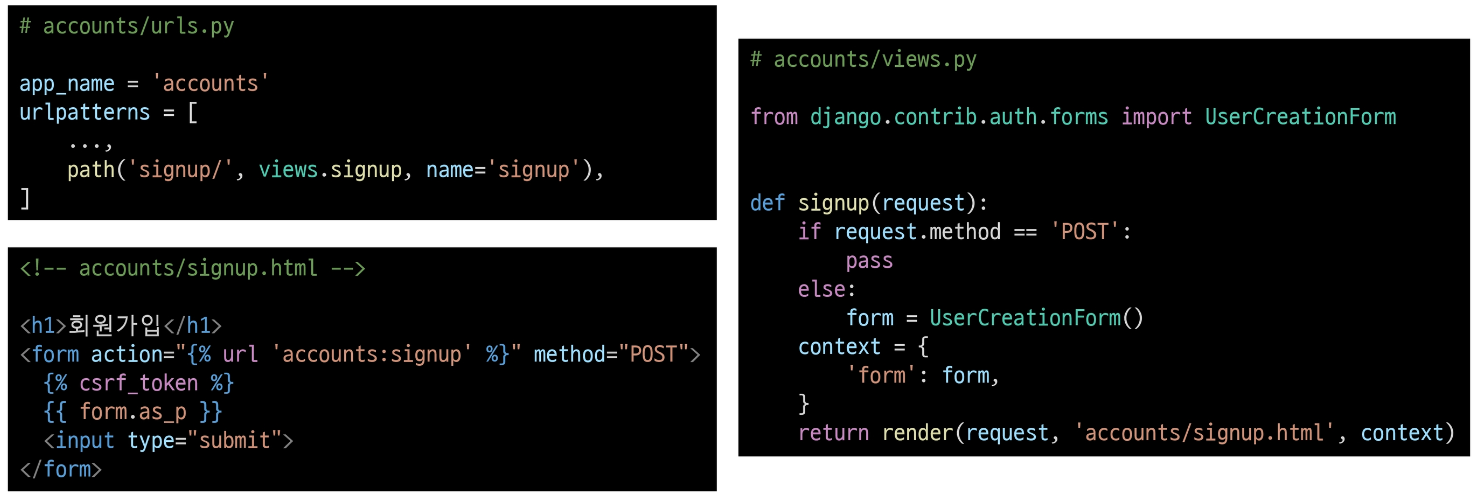 # accounts/urls.py
app_name = 'accounts'
urlpatterns = [
    ...,
    path('signup/', views.signup, name='signup'),
]
<!-- accounts/signup.html -->
<h1>회원가입</h1>
<form action="{% url 'accounts:signup' %}" method="POST">
  {% csrf_token %}
  {{ form.as_p }}
  <input type="submit">
</form>
# accounts/views.py
from django.contrib.auth.forms import UserCreationForm
def signup(request):
    if request.method == 'POST':
        pass
    else:
        form = UserCreationForm()
    context = {
        'form': form,
    }
    return render(request, 'accounts/signup.html', context)